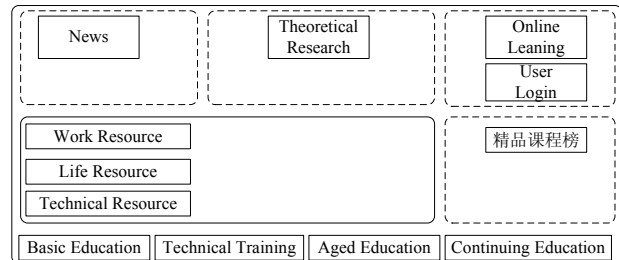 News
Theoretical
Research
Online
Leaning
User
Login
Work Resource
Life Resource
Technical Resource
精品课程榜
Basic Education
Technical Training
Aged Education
Continuing Education